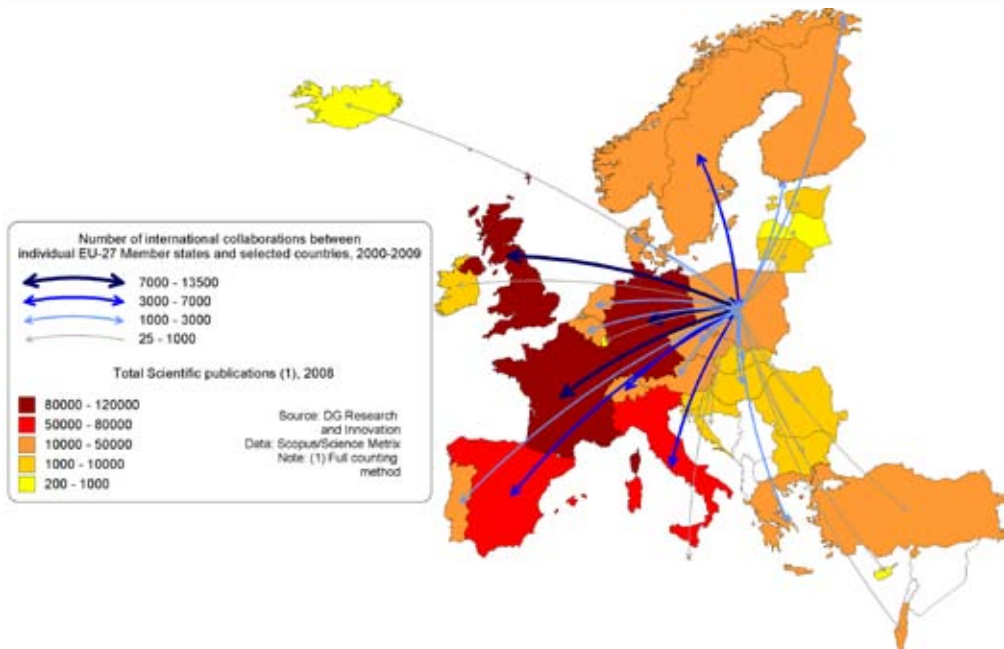 Number of international collaborations between
individual EU-27 Member states and selected countries, 2000-2009
7000 - 13500
3000 - 7000
1000 - 3000
25 - 1000
Total Scientific publications (1), 2008
80000 - 120000
50000 - 80000
10000 - 50000
1000 - 10000
200 - 1000
Source: DG Research
and Innovation
Data: Scopus/Science Metrix
Note: (1) Full counting
method